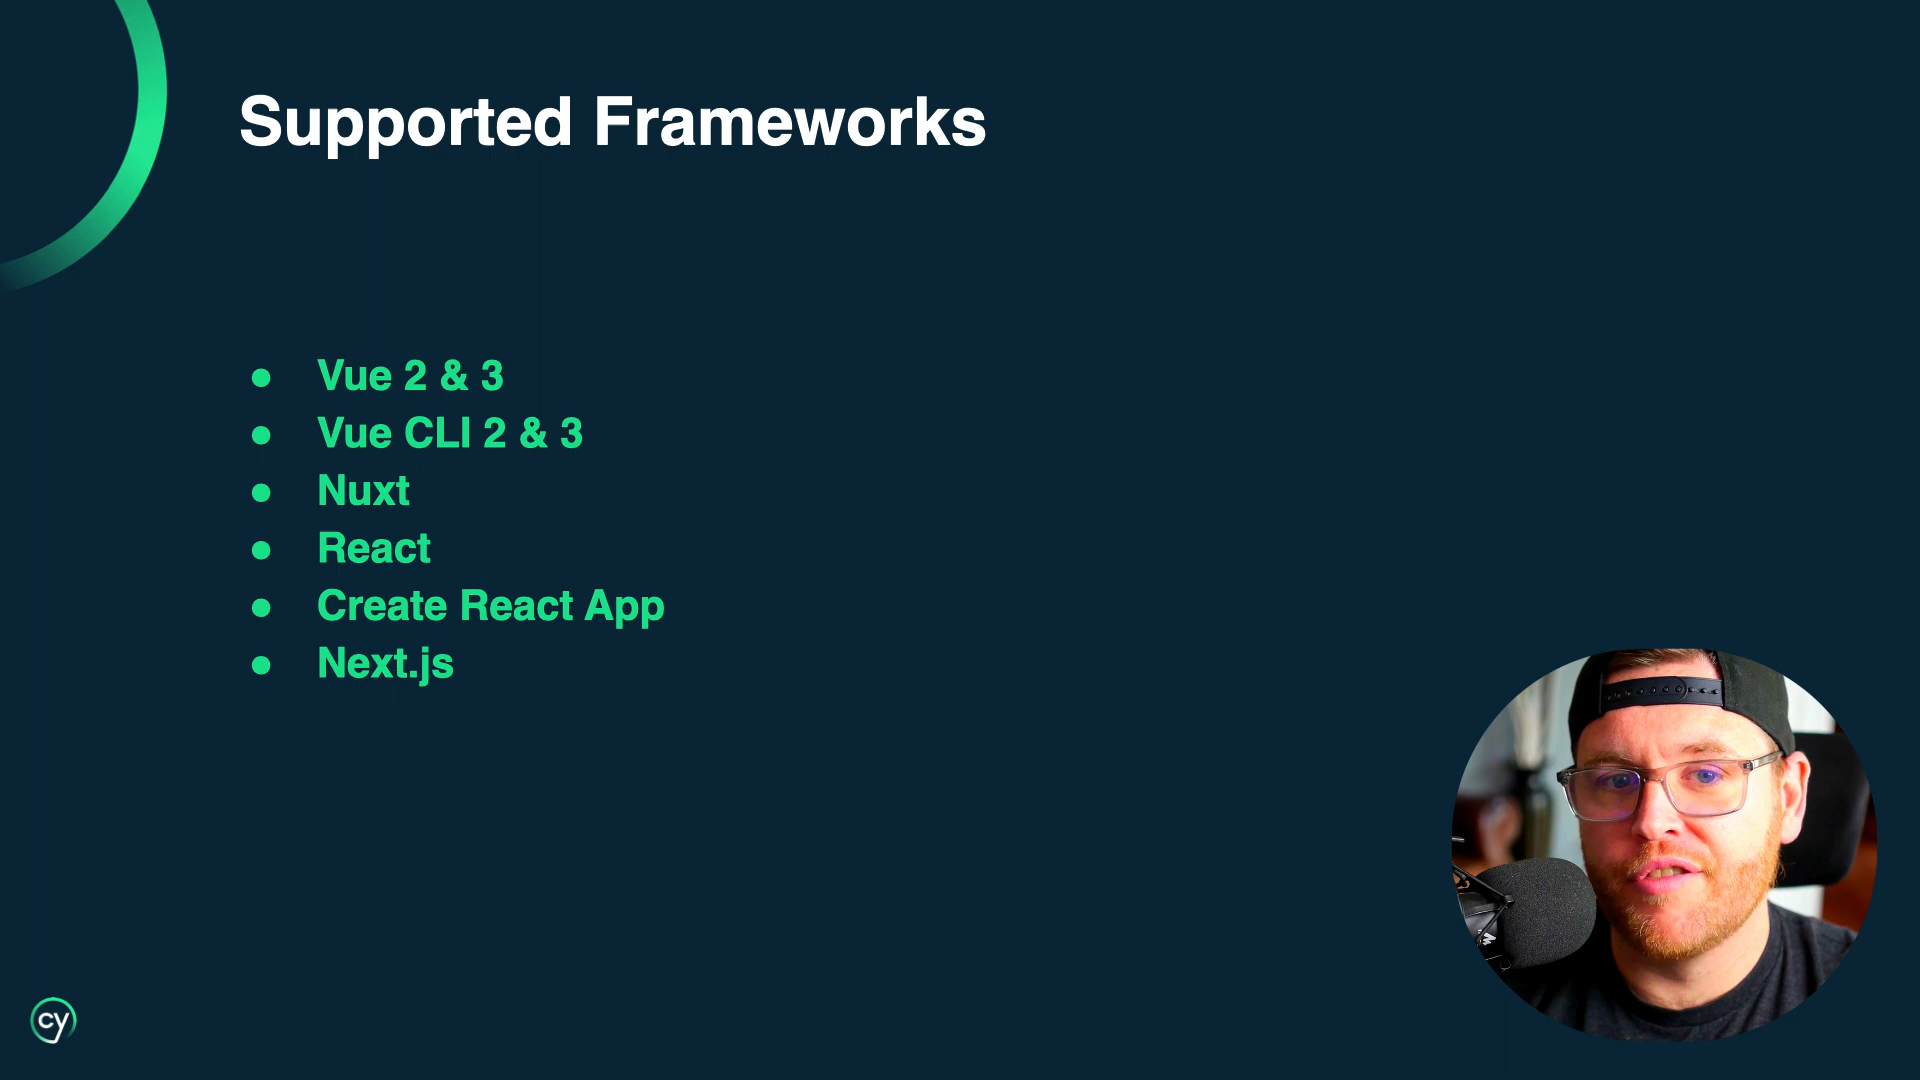 Supported Frameworks
● Vue 2 & 3
● Vue CLI 2 & 3
● Nuxt
● React
● Create React App
● Next.js
cy